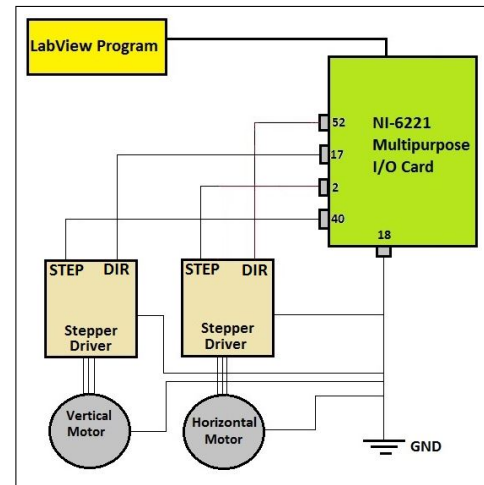 LabView Program
NI-6221
Multipurpose
I/O Card
52
17
2
40
18
STEP DIR
Stepper
Driver
STEP DIR
Stepper
Driver
Vertical
Motor
Horizontal
Motor
GND